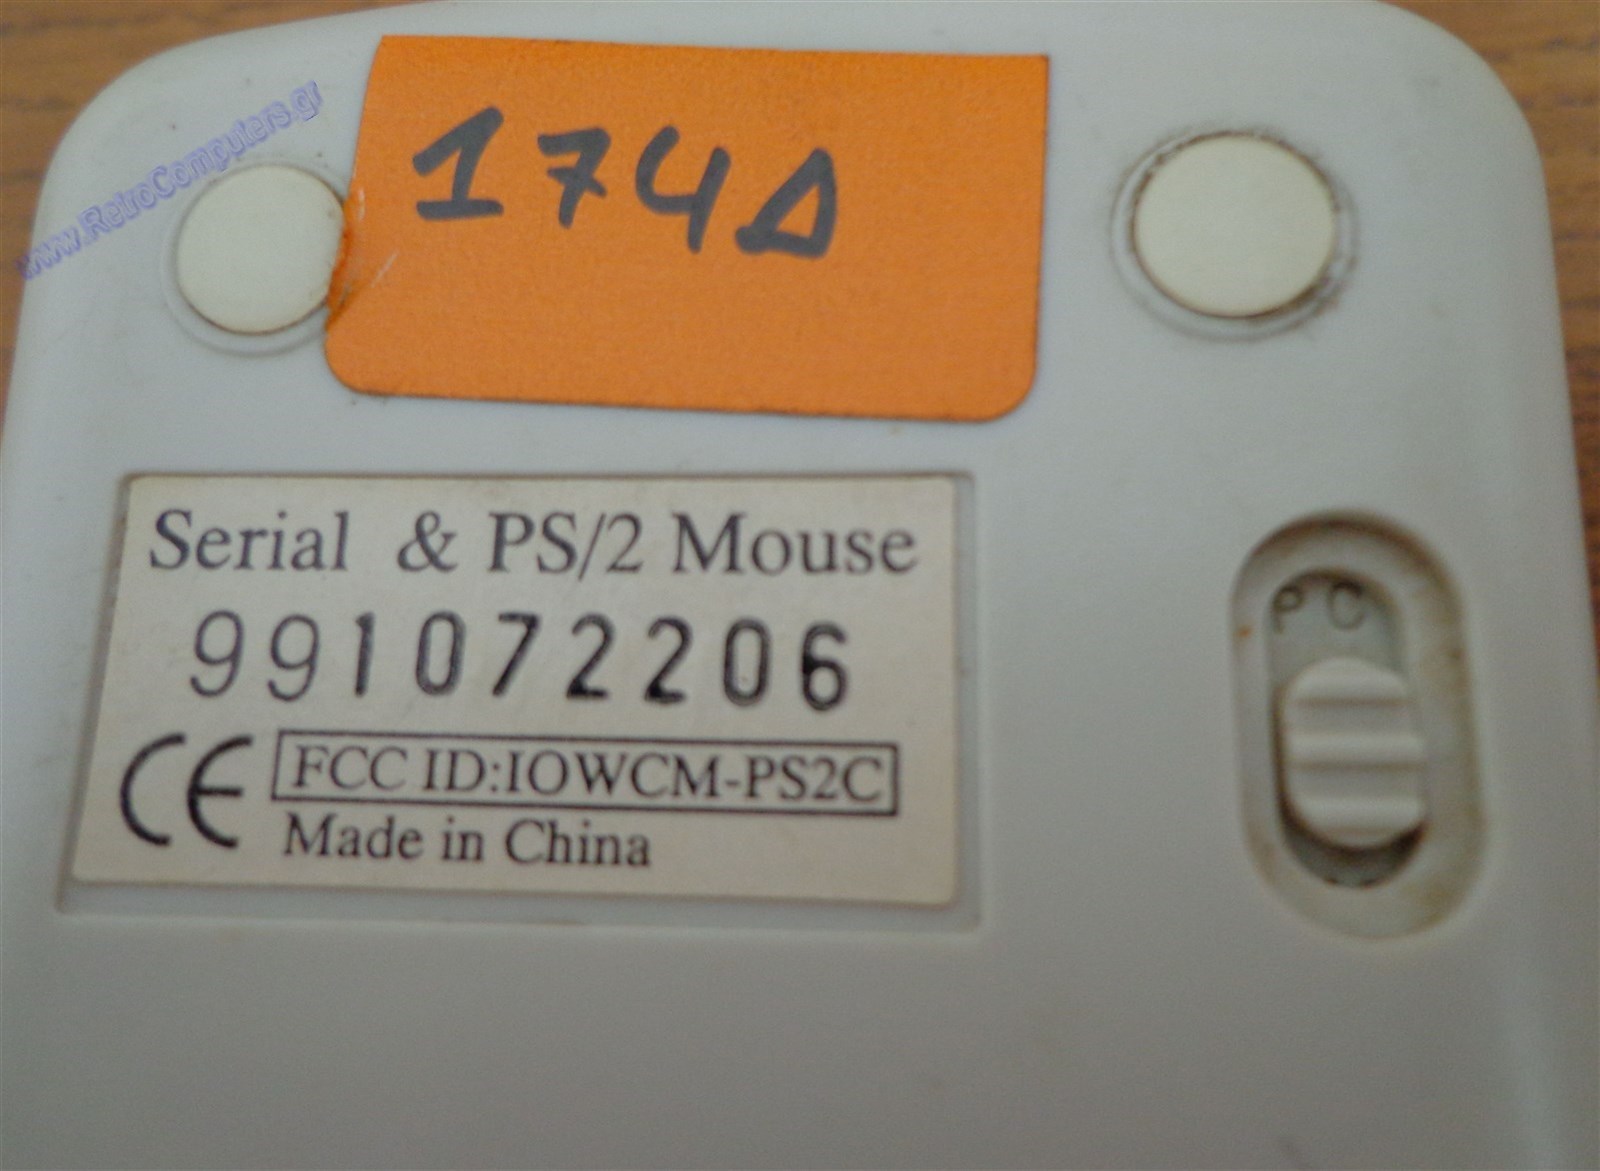 www.RetroComputers.gr
174Δ
Serial & PS/2 Mouse
991072206
CE FCC ID:IOWCM-PS2C
Made in China
PC